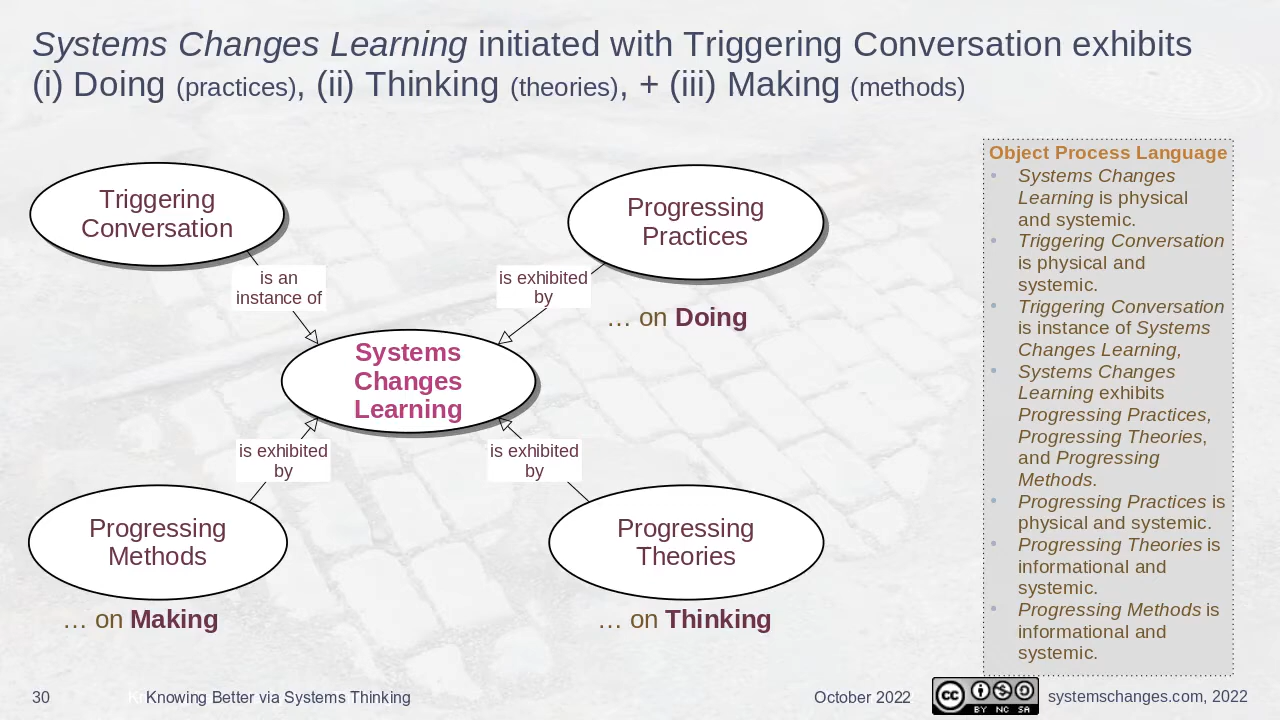 Systems Changes Learning initiated with Triggering Conversation exhibits
(i) Doing (practices), (ii) Thinking (theories), + (iii) Making (methods)
Triggering
Conversation
Progressing
Practices
is an
instance of
is exhibited
by
… on Doing
Systems
Changes
Learning
is exhibited
by
is exhibited
by
Progressing
Methods
Progressing
Theories
… on Making
… on Thinking
Object Process Language
• Systems Changes
Learning is physical
and systemic.
• Triggering Conversation
is physical and
systemic.
• Triggering Conversation
is instance of Systems
Changes Learning,
• Systems Changes
Learning exhibits
Progressing Practices,
Progressing Theories,
and Progressing
Methods.
• Progressing Practices is
physical and systemic.
• Progressing Theories is
informational and
systemic.
• Progressing Methods is
informational and
systemic.
30
Knowing Better via Systems Thinking
October 2022
cc BY NC SA
systemschanges.com, 2022